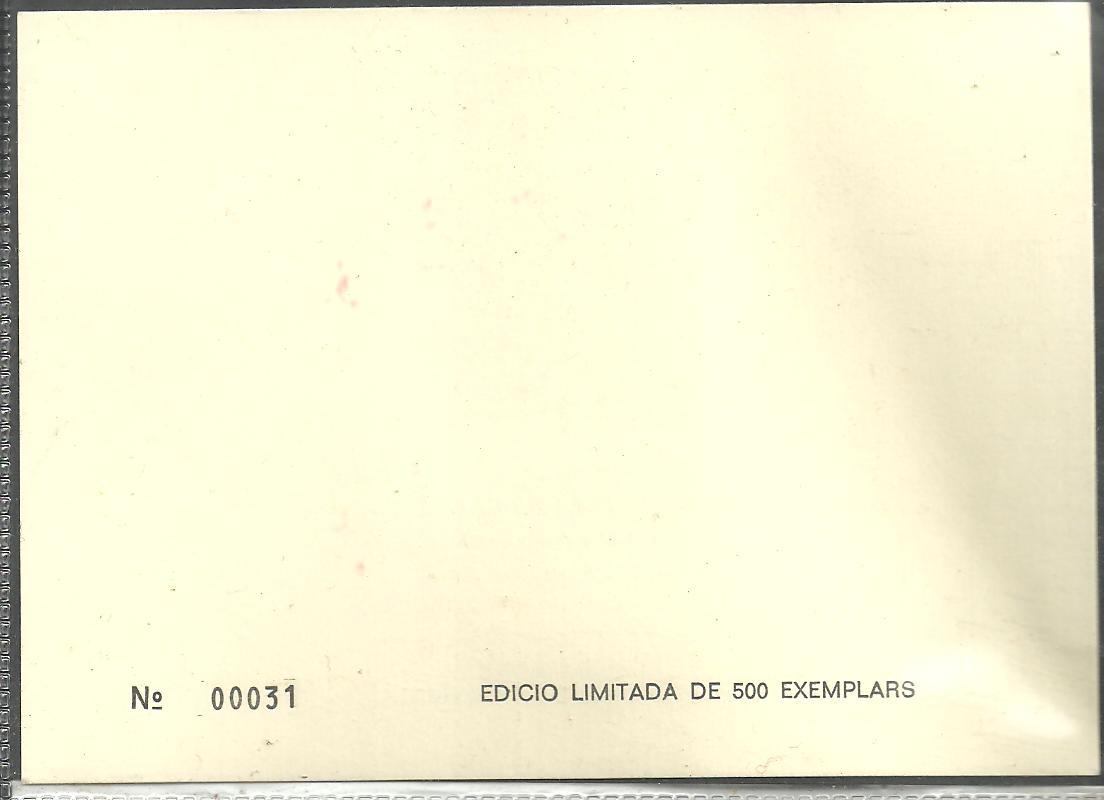 Nº 00031 EDICIO LIMITADA DE 500 EXEMPLARS